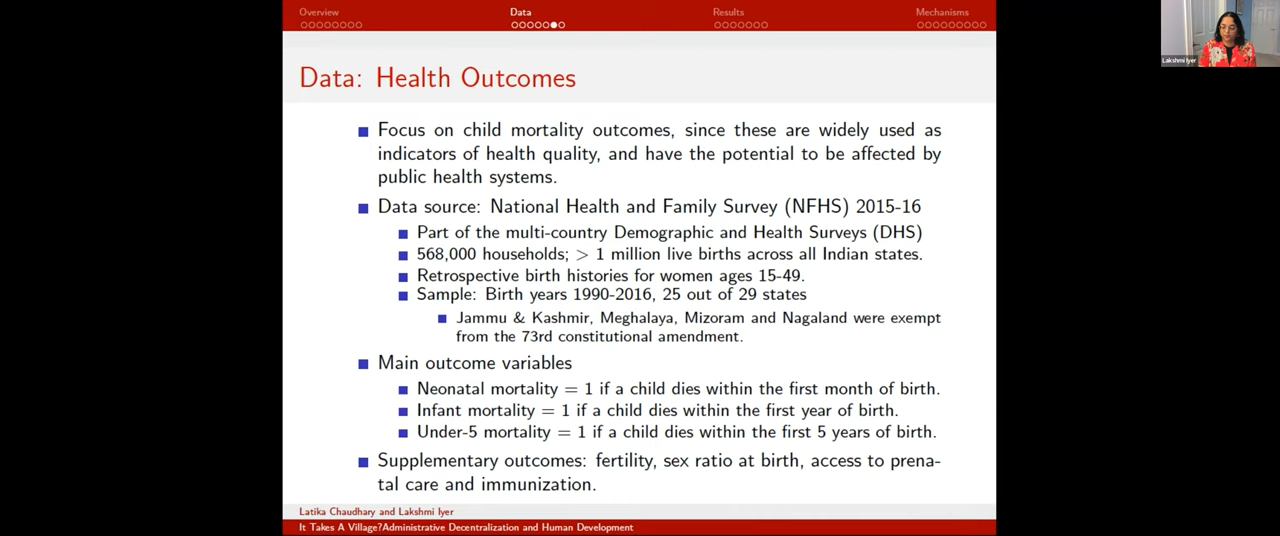 Overview Data Results Mechanisms
Data: Health Outcomes
Focus on child mortality outcomes, since these are widely used as
indicators of health quality, and have the potential to be affected by
public health systems.
Data source: National Health and Family Survey (NFHS) 2015-16
Part of the multi-country Demographic and Health Surveys (DHS)
568,000 households; > 1 million live births across all Indian states.
Retrospective birth histories for women ages 15-49.
Sample: Birth years 1990-2016, 25 out of 29 states
Jammu & Kashmir, Meghalaya, Mizoram and Nagaland were exempt
from the 73rd constitutional amendment.
Main outcome variables
Neonatal mortality = 1 if a child dies within the first month of birth.
Infant mortality = 1 if a child dies within the first year of birth.
Under-5 mortality = 1 if a child dies within the first 5 years of birth.
Supplementary outcomes: fertility, sex ratio at birth, access to prena-
tal care and immunization.
Latika Chaudhary and Lakshmi Iyer
It Takes A Village?Administrative Decentralization and Human Development
Lakshmi Iyer